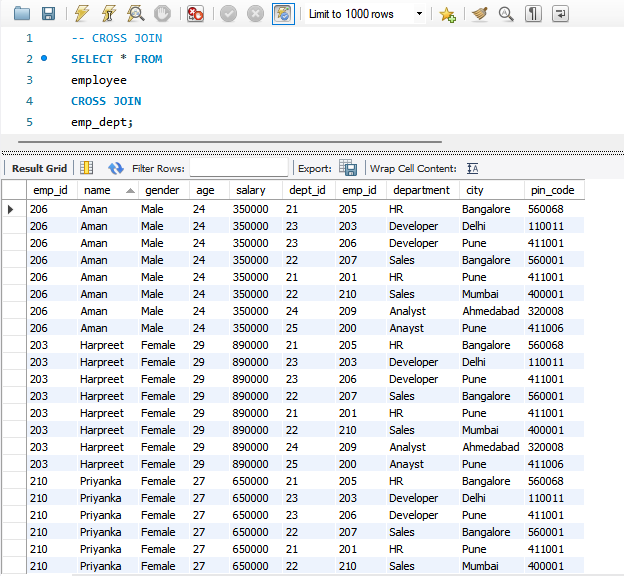 Limit to 1000 rows
1 -- CROSS JOIN
2 SELECT * FROM
3 employee
4 CROSS JOIN
5 emp_dept;
Result Grid Filter Rows: Export: Wrap Cell Content:
emp_id name gender age salary dept_id emp_id department city pin_code
206 Aman Male 24 350000 21 205 HR Bangalore 560068
206 Aman Male 24 350000 23 203 Developer Delhi 110011
206 Aman Male 24 350000 23 206 Developer Pune 411001
206 Aman Male 24 350000 22 207 Sales Bangalore 560001
206 Aman Male 24 350000 21 201 HR Pune 411001
206 Aman Male 24 350000 22 210 Sales Mumbai 400001
206 Aman Male 24 350000 24 209 Analyst Ahmedabad 320008
206 Aman Male 24 350000 25 200 Anayst Pune 411006
203 Harpreet Female 29 890000 21 205 HR Bangalore 560068
203 Harpreet Female 29 890000 23 203 Developer Delhi 110011
203 Harpreet Female 29 890000 23 206 Developer Pune 411001
203 Harpreet Female 29 890000 22 207 Sales Bangalore 560001
203 Harpreet Female 29 890000 21 201 HR Pune 411001
203 Harpreet Female 29 890000 22 210 Sales Mumbai 400001
203 Harpreet Female 29 890000 24 209 Analyst Ahmedabad 320008
203 Harpreet Female 29 890000 25 200 Anayst Pune 411006
210 Priyanka Female 27 650000 21 205 HR Bangalore 560068
210 Priyanka Female 27 650000 23 203 Developer Delhi 110011
210 Priyanka Female 27 650000 23 206 Developer Pune 411001
210 Priyanka Female 27 650000 22 207 Sales Bangalore 560001
210 Priyanka Female 27 650000 21 201 HR Pune 411001
210 Priyanka Female 27 650000 22 210 Sales Mumbai 400001